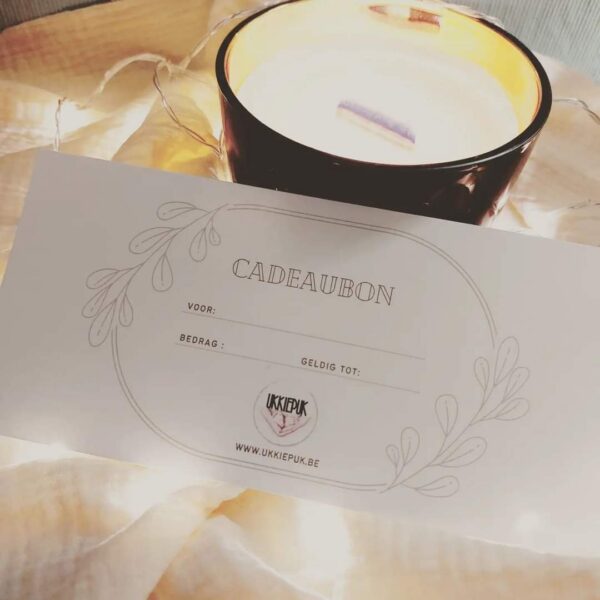 CADEAUBON
VOOR:
BEDRAG : GELDIG TOT:
UKKIEPUK
WWW.UKKIEPUK.BE